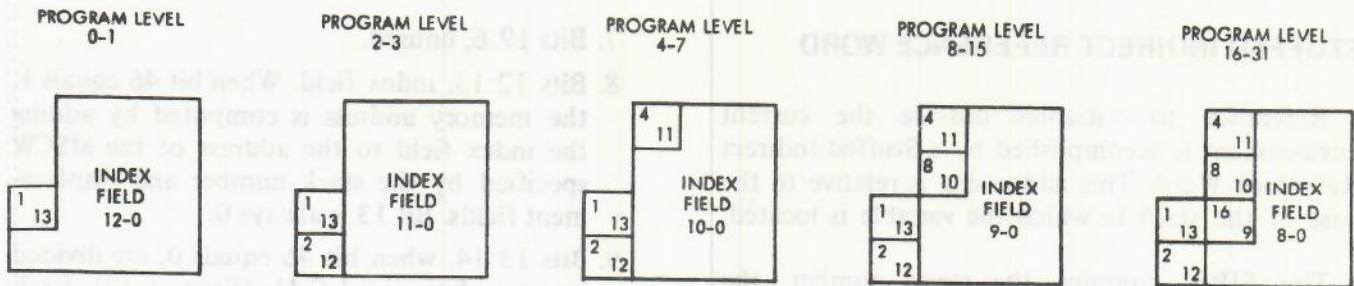 PROGRAM LEVEL
0-1
1
13
INDEX
FIELD
12-0
PROGRAM LEVEL
2-3
1
13
2
12
INDEX
FIELD
11-0
PROGRAM LEVEL
4-7
4
11
1
13
2
12
INDEX
FIELD
10-0
PROGRAM LEVEL
8-15
4
11
8
10
1
13
2
12
INDEX
FIELD
9-0
PROGRAM LEVEL
16-31
4
11
8
10
1
13
16
9
2
12
INDEX
FIELD
8-0